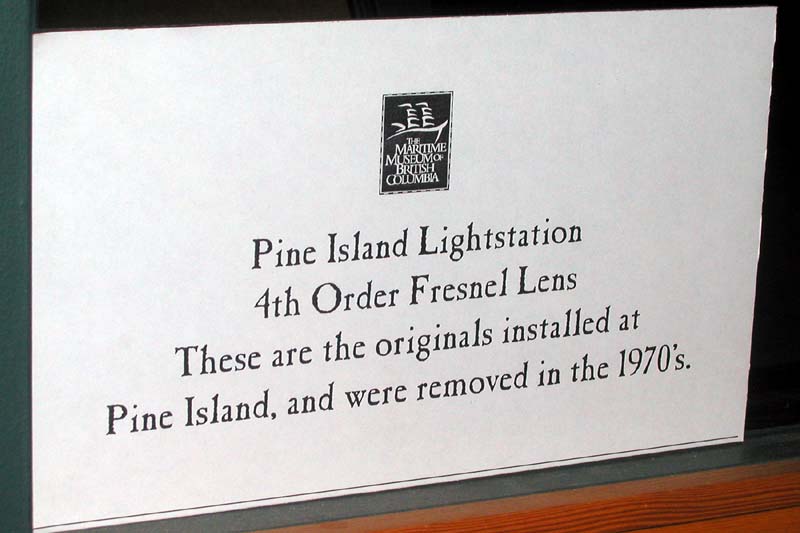 THE
MARITIME
MUSEUM OF
BRITISH
COLUMBIA
Pine Island Lightstation
4th Order Fresnel Lens
These are the originals installed at
Pine Island, and were removed in the 1970's.